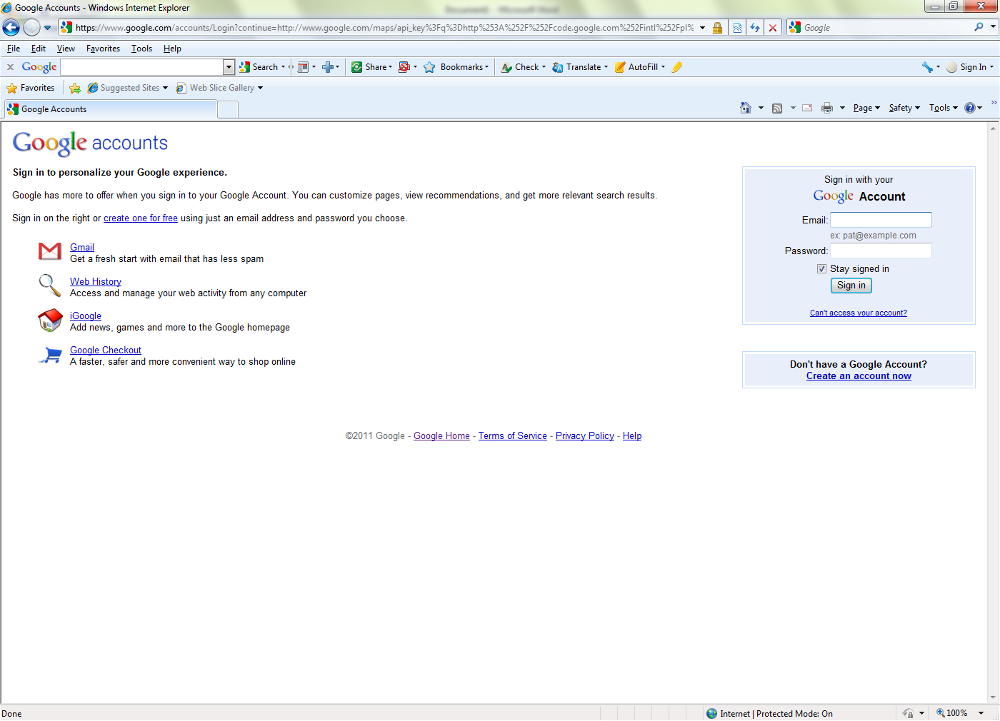 Google Accounts - Windows Internet Explorer
https://www.google.com/accounts/Login?continue=http://www.google.com/maps/api_key%3Fq%3Dhttp%253A%252F%252Fcode.google.com%252Fintl%252Fpl%
Google
File Edit View Favorites Tools Help
x Google Search Share Bookmarks Check Translate AutoFill Sign In
Favorites Suggested Sites Web Slice Gallery
Google Accounts
Page Safety Tools
Google accounts
Sign in to personalize your Google experience.
Google has more to offer when you sign in to your Google Account. You can customize pages, view recommendations, and get more relevant search results.
Sign in on the right or create one for free using just an email address and password you choose.
Gmail
Get a fresh start with email that has less spam
Web History
Access and manage your web activity from any computer
iGoogle
Add news, games and more to the Google homepage
Google Checkout
A faster, safer and more convenient way to shop online
Sign in with your
Google Account
Email:
ex: pat@example.com
Password:
Stay signed in
Sign in
Can't access your account?
Don't have a Google Account?
Create an account now
©2011 Google - Google Home - Terms of Service - Privacy Policy - Help
Done
Internet | Protected Mode: On
100%